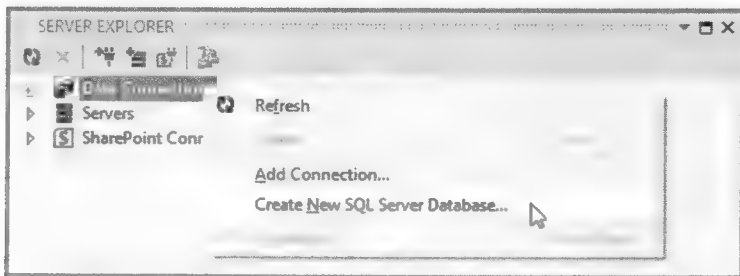 SERVER EXPLORER
Refresh
Servers
SharePoint Conr
Add Connection...
Create New SQL Server Database...